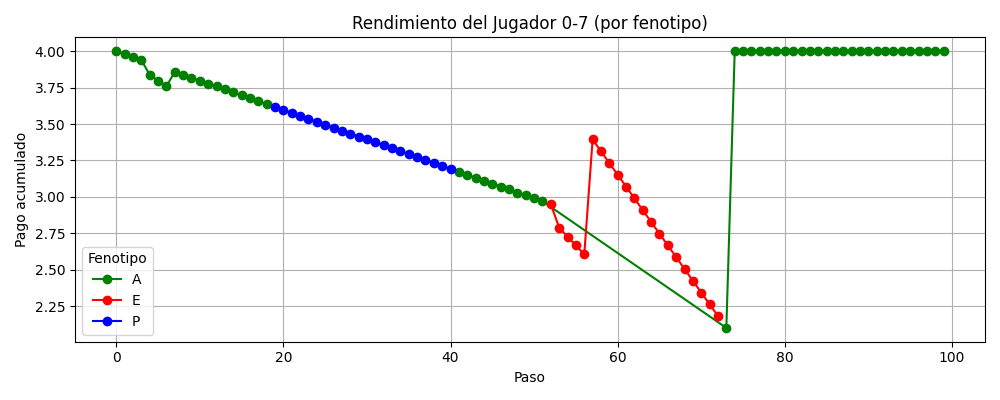 Rendimiento del Jugador 0-7 (por fenotipo)
Pago acumulado
4.00
3.75
3.50
3.25
3.00
2.75
2.50
2.25
Fenotipo
A
E
P
0
20
40
60
80
100
Paso